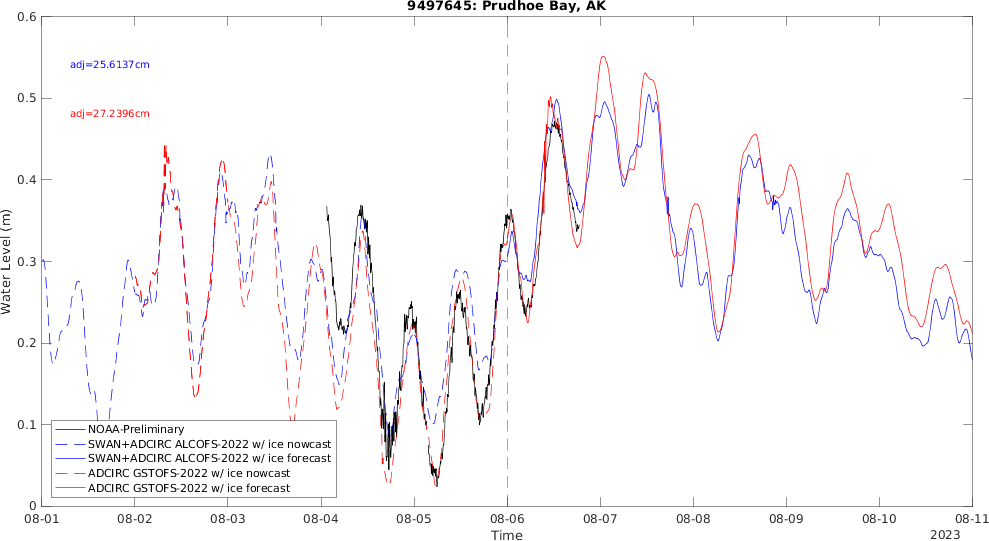 9497645: Prudhoe Bay, AK
0.6
adj=25.6137cm
0.5
adj=27.2396cm
0.4
0.3
Water Level (m)
0.2
0.1
NOAA-Preliminary
SWAN+ADCIRC ALCOFS-2022 w/ ice nowcast
SWAN+ADCIRC ALCOFS-2022 w/ ice forecast
ADCIRC GSTOFS-2022 w/ ice nowcast
ADCIRC GSTOFS-2022 w/ ice forecast
0
08-01 08-02 08-03 08-04 08-05 08-06 08-07 08-08 08-09 08-10 08-11
Time
2023